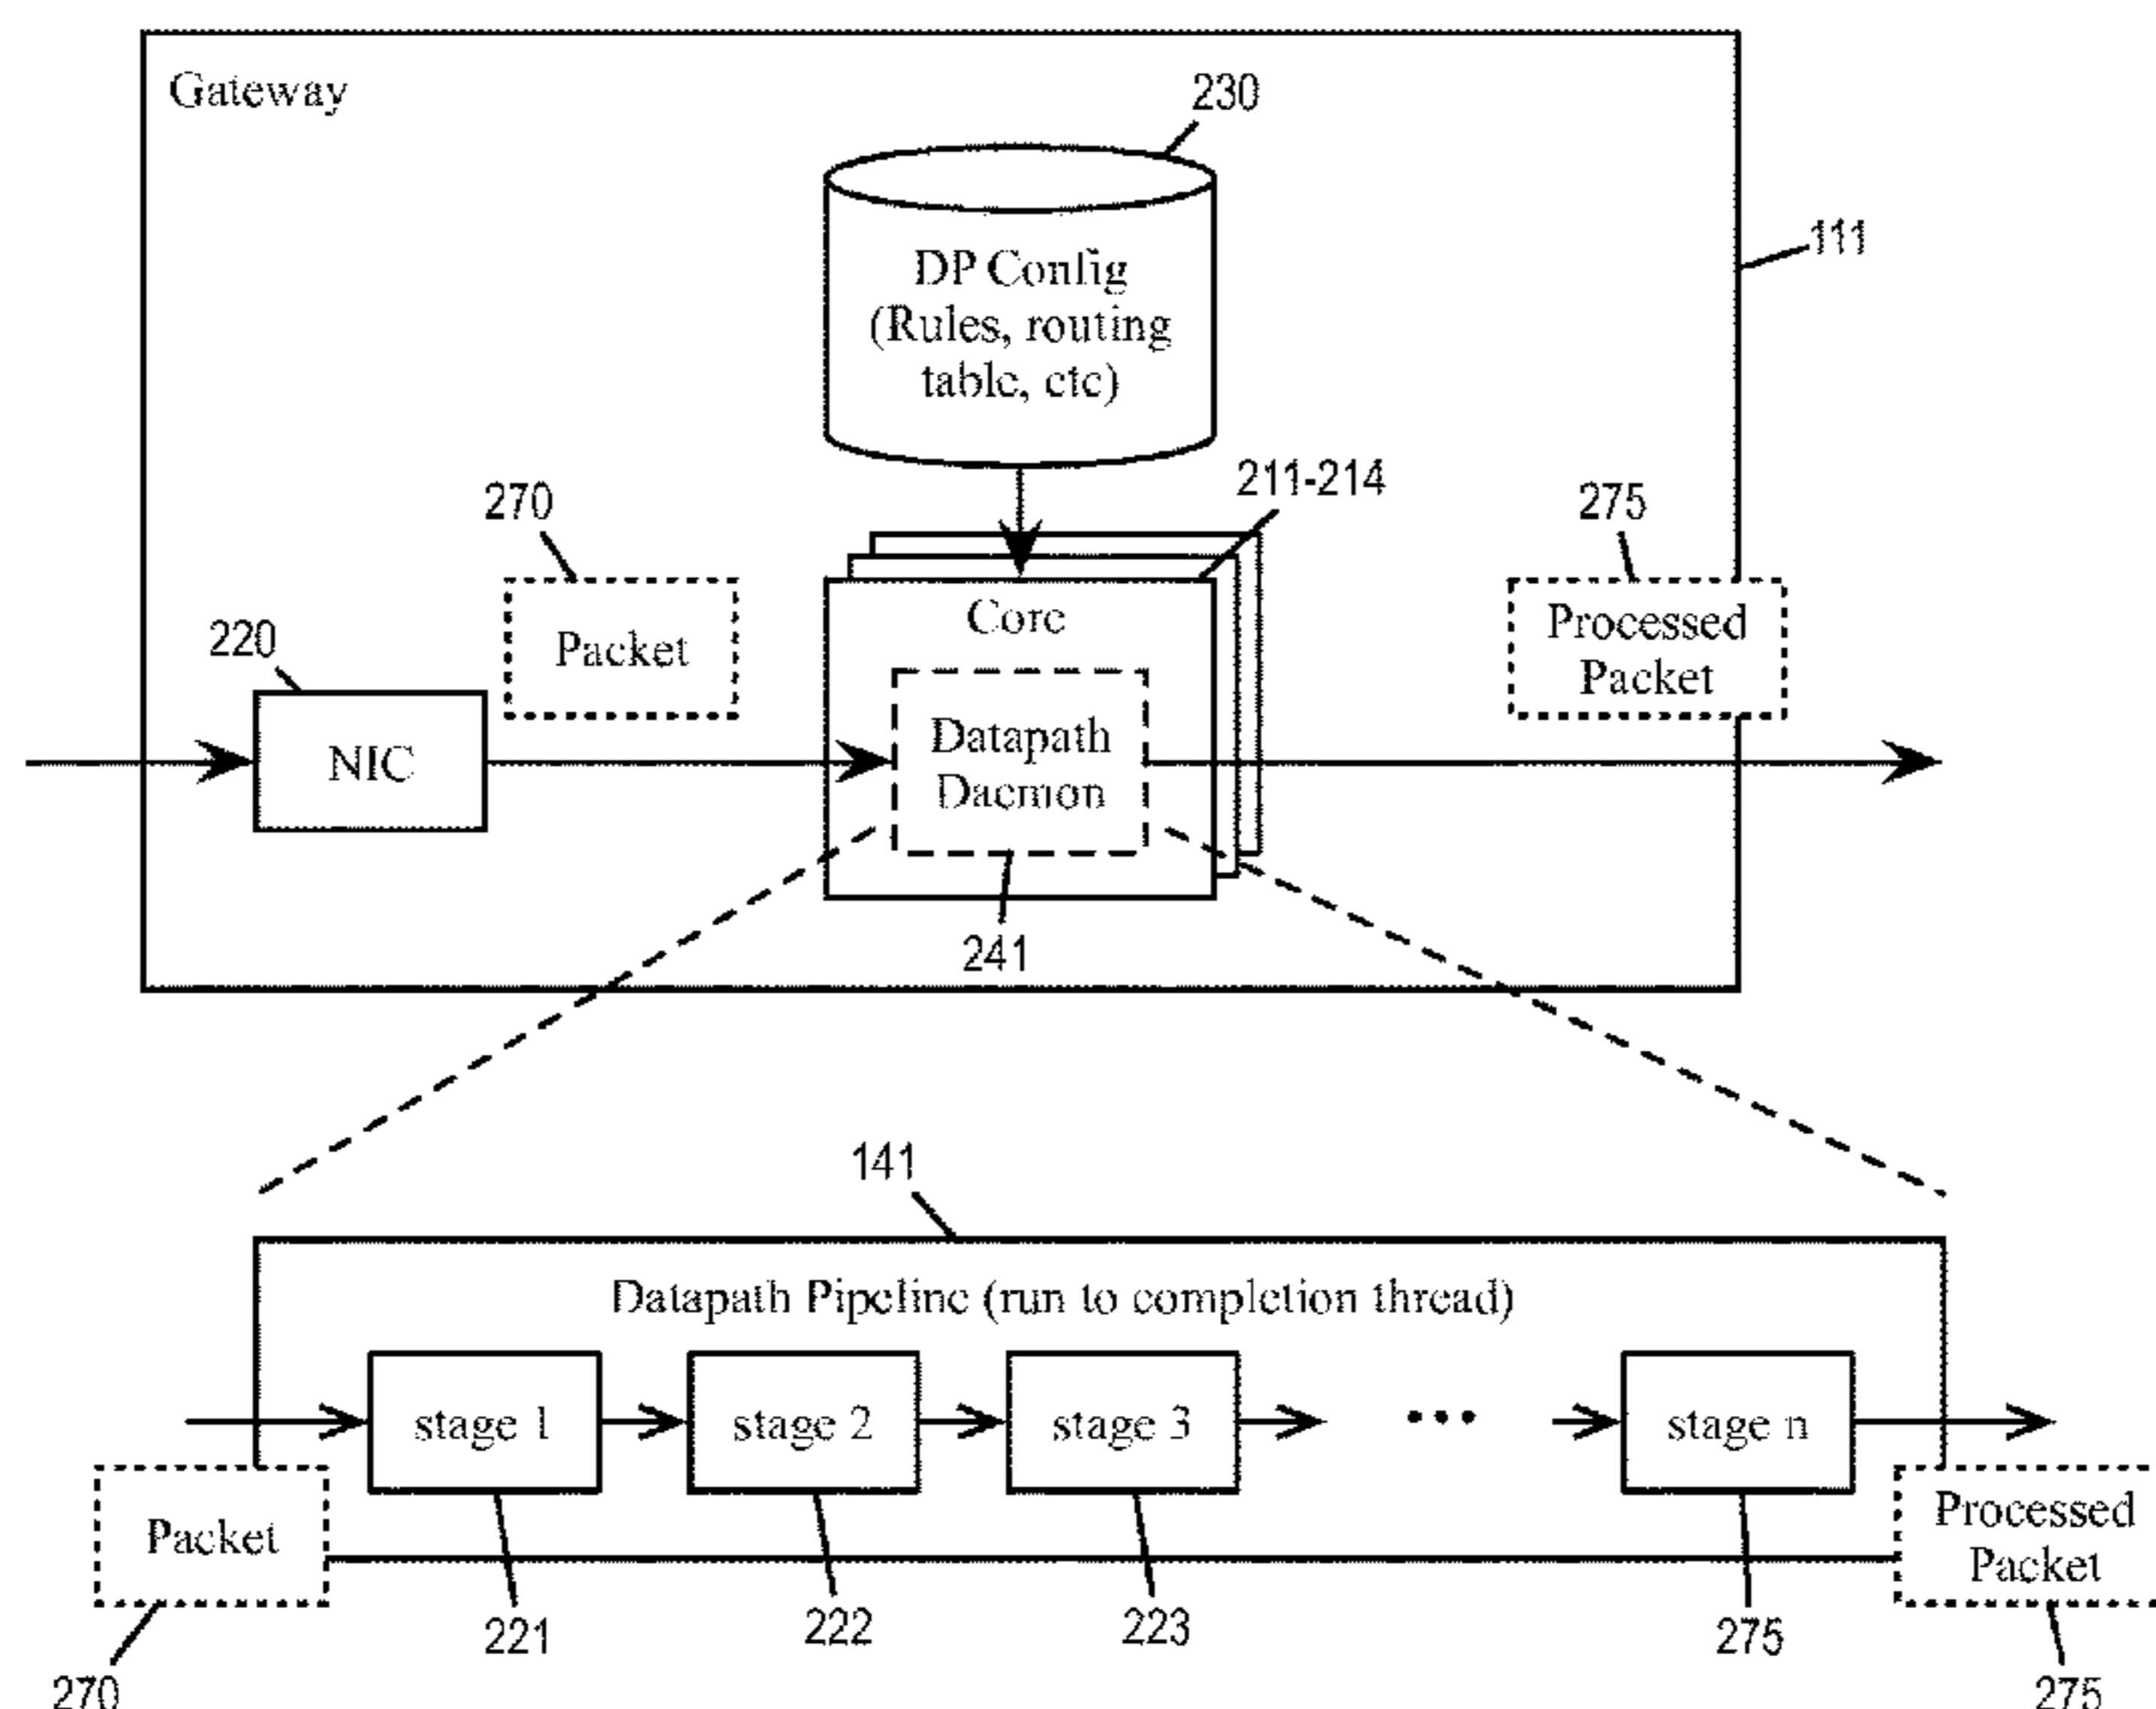 Gateway
230
DP Config
(Rules, routing
table, etc)
111
211-214
270
275
Packet
Core
Processed
Packet
220
NIC
Datapath
Daemon
241
141
Datapath Pipeline (run to completion thread)
stage 1
stage 2
stage 3
•••
stage n
Packet
Processed
Packet
221
222
223
275
270
275